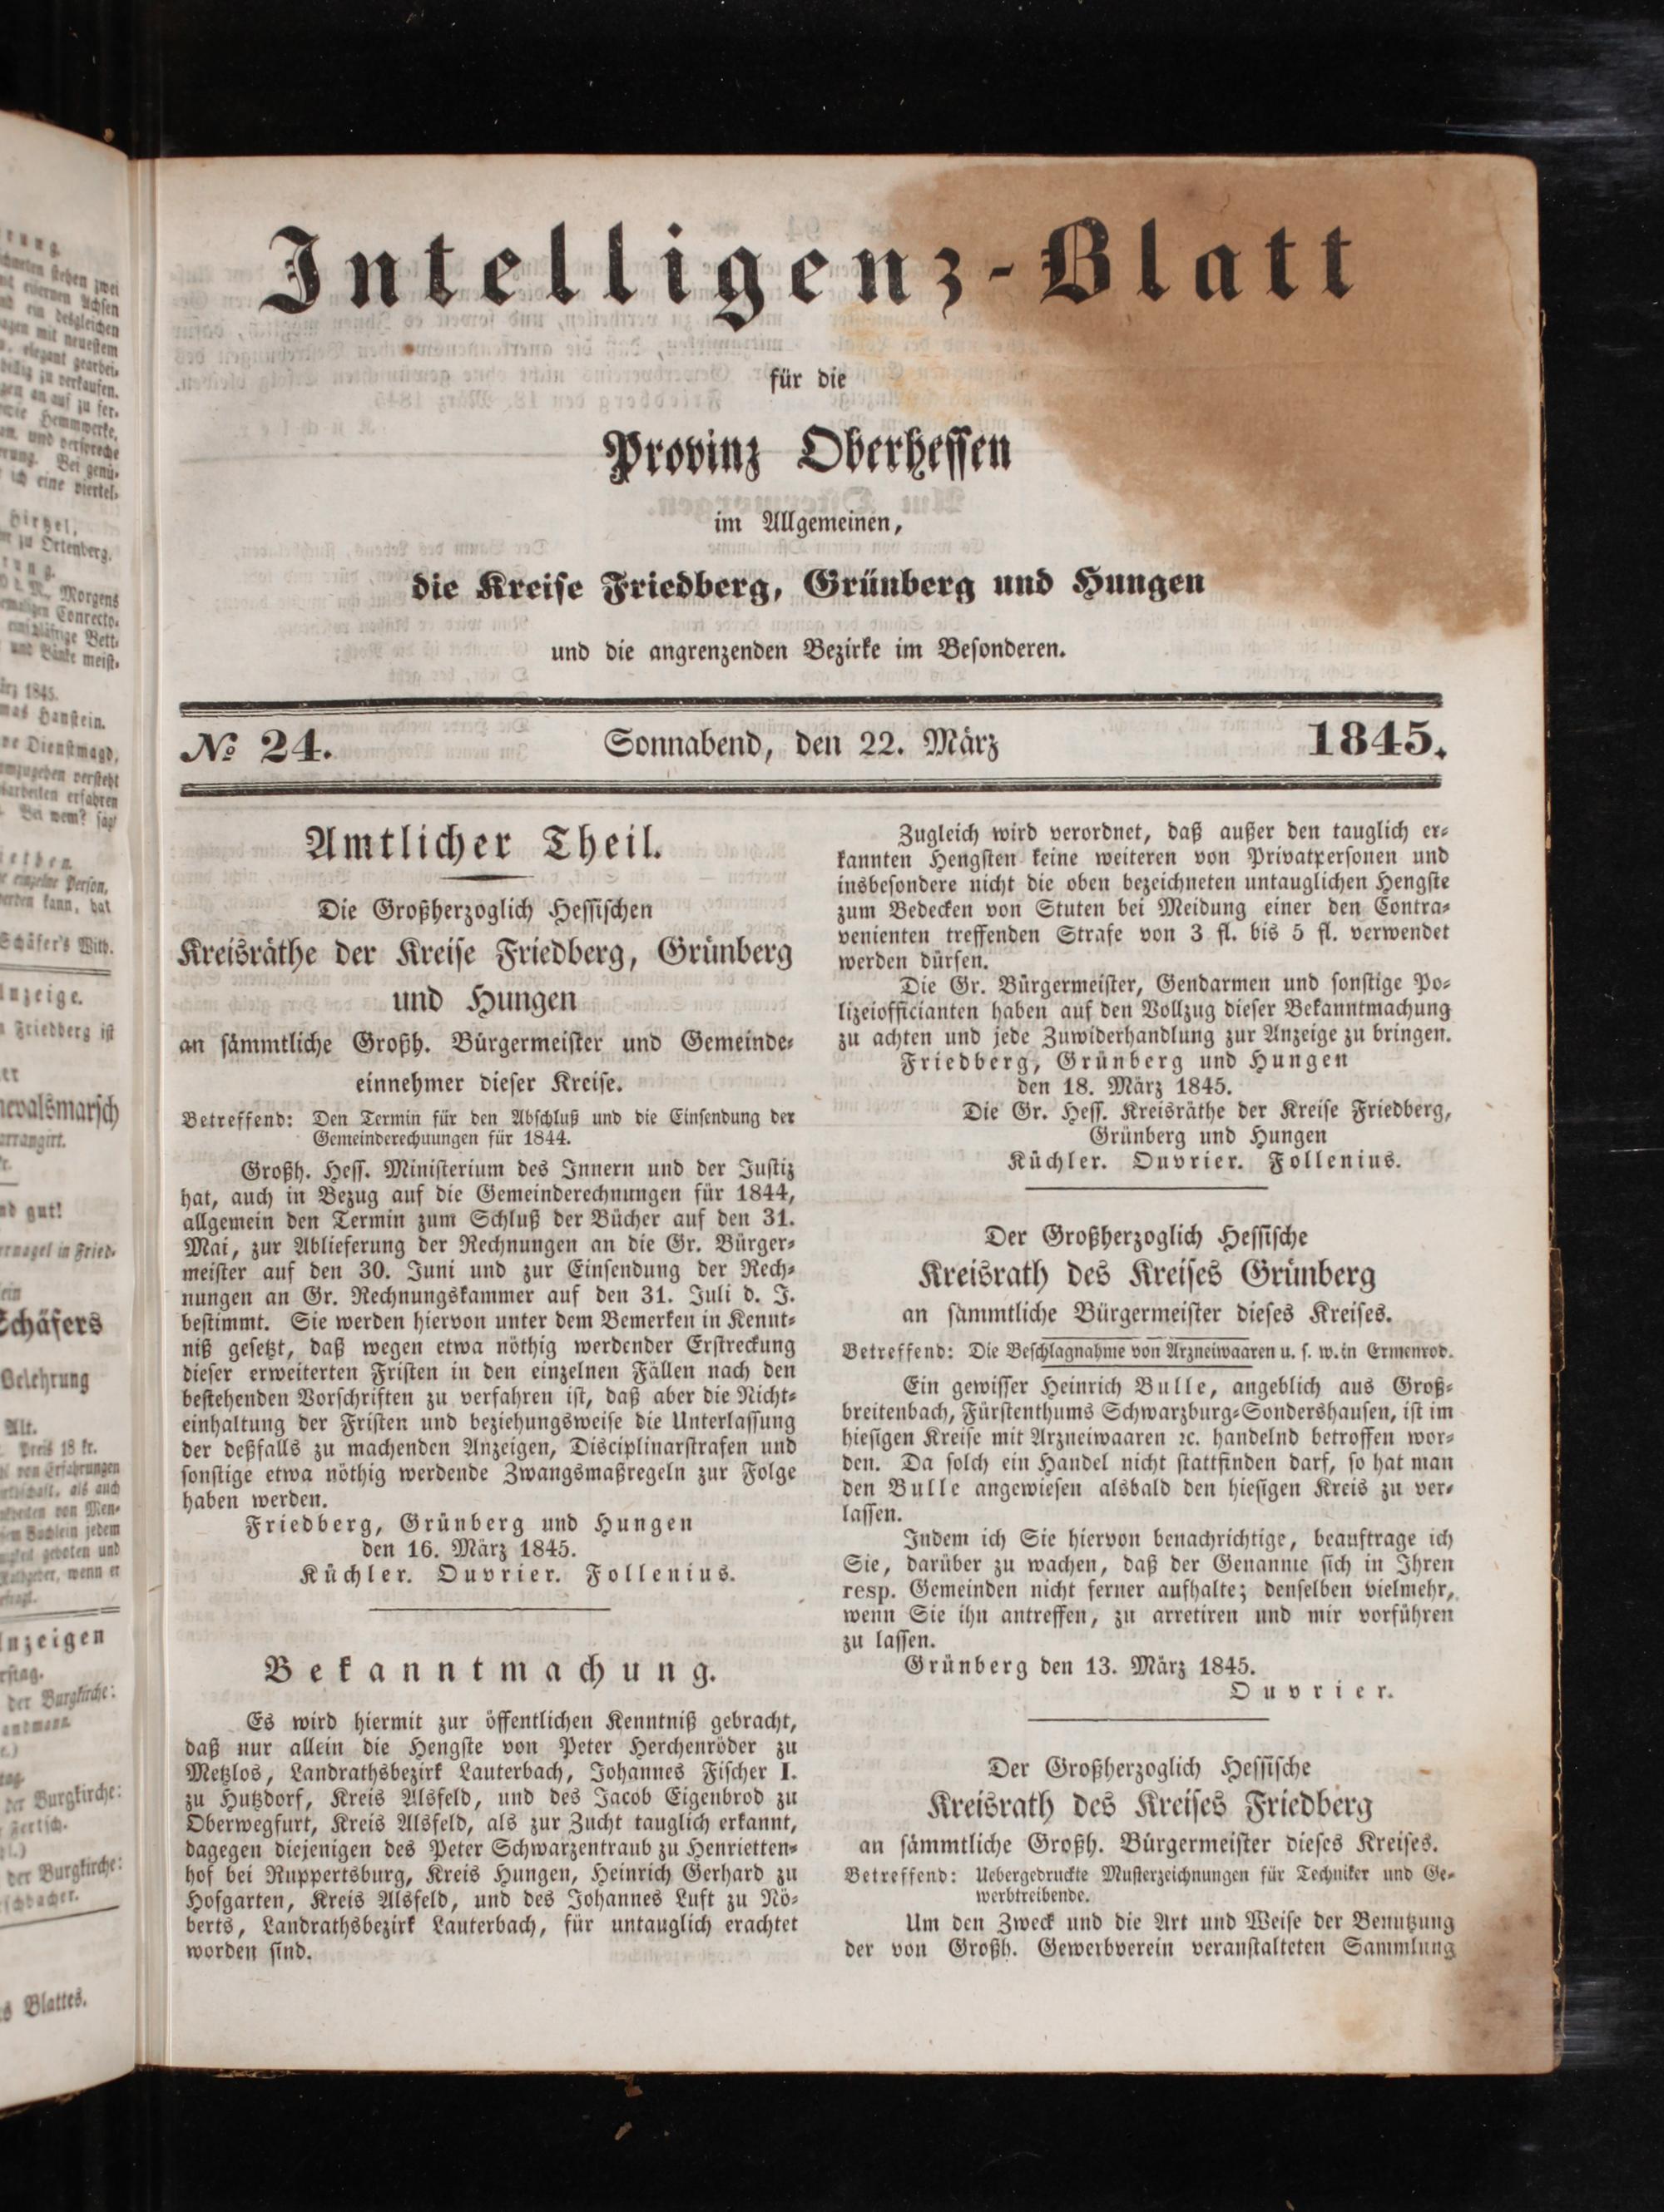 Intelligenz-Blatt
für die
Provinz Oberhessen
im Allgemeinen,
die Kreise Friedberg, Grünberg und Hungen
und die angrenzenden Bezirke im Besonderen.
№ 24. Sonnabend, den 22. März 1845.
Amtlicher Theil.
Die Großherzoglich Hessischen
Kreisräthe der Kreise Friedberg, Grünberg
und Hungen
an sämmtliche Großh. Bürgermeister und Gemeinde-
einnehmer dieser Kreise.
Betreffend: Den Termin für den Abschluß und die Einsendung der
Gemeinderechnungen für 1844.
Großh. Hess. Ministerium des Innern und der Justiz
hat, auch in Bezug auf die Gemeinderechnungen für 1844,
allgemein den Termin zum Schluß der Bücher auf den 31.
Mai, zur Ablieferung der Rechnungen an die Gr. Bürger-
meister auf den 30. Juni und zur Einsendung der Rech-
nungen an Gr. Rechnungskammer auf den 31. Juli d. J.
bestimmt. Sie werden hiervon unter dem Bemerken in Kennt-
niß gesetzt, daß wegen etwa nöthig werdender Erstreckung
dieser erweiterten Fristen in den einzelnen Fällen nach den
bestehenden Vorschriften zu verfahren ist, daß aber die Nicht-
einhaltung der Fristen und beziehungsweise die Unterlassung
der deßfalls zu machenden Anzeigen, Disciplinarstrafen und
sonstige etwa nöthig werdende Zwangsmaßregeln zur Folge
haben werden.
Friedberg, Grünberg und Hungen
den 16. März 1845.
Küchler. Ouvrier. Follenius.
Bekanntmachung.
Es wird hiermit zur öffentlichen Kenntniß gebracht,
daß nur allein die Hengste von Peter Herchenröder zu
Metzlos, Landrathsbezirk Lauterbach, Johannes Fischer I.
zu Hutzdorf, Kreis Alsfeld, und des Jacob Eigenbrod zu
Oberwegfurt, Kreis Alsfeld, als zur Zucht tauglich erkannt,
dagegen diejenigen des Peter Schwarzentraub zu Henrietten-
hof bei Ruppertsburg, Kreis Hungen, Heinrich Gerhard zu
Hofgarten, Kreis Alsfeld, und des Johannes Luft zu Nö-
berts, Landrathsbezirk Lauterbach, für untauglich erachtet
worden sind.
Zugleich wird verordnet, daß außer den tauglich er-
kannten Hengsten keine weiteren von Privatpersonen und
insbesondere nicht die oben bezeichneten untauglichen Hengste
zum Bedecken von Stuten bei Meidung einer den Contra-
venienten treffenden Strafe von 3 fl. bis 5 fl. verwendet
werden dürfen.
Die Gr. Bürgermeister, Gendarmen und sonstige Po-
lizeiofficianten haben auf den Vollzug dieser Bekanntmachung
zu achten und jede Zuwiderhandlung zur Anzeige zu bringen.
Friedberg, Grünberg und Hungen
den 18. März 1845.
Die Gr. Hess. Kreisräthe der Kreise Friedberg,
Grünberg und Hungen
Küchler. Ouvrier. Follenius.
Der Großherzoglich Hessische
Kreisrath des Kreises Grünberg
an sämmtliche Bürgermeister dieses Kreises.
Betreffend: Die Beschlagnahme von Arzneiwaaren u. s. w. in Ermenrod.
Ein gewisser Heinrich Bulle, angeblich aus Groß-
breitenbach, Fürstenthums Schwarzburg-Sondershausen, ist im
hiesigen Kreise mit Arzneiwaaren ꝛc. handelnd betroffen wor-
den. Da solch ein Handel nicht stattfinden darf, so hat man
den Bulle angewiesen alsbald den hiesigen Kreis zu ver-
lassen.
Indem ich Sie hiervon benachrichtige, beauftrage ich
Sie, darüber zu wachen, daß der Genannte sich in Ihren
resp. Gemeinden nicht ferner aufhalte; denselben vielmehr,
wenn Sie ihn antreffen, zu arretiren und mir vorführen
zu lassen.
Grünberg den 13. März 1845.
Ouvrier.
Der Großherzoglich Hessische
Kreisrath des Kreises Friedberg
an sämmtliche Großh. Bürgermeister dieses Kreises.
Betreffend: Uebergedruckte Musterzeichnungen für Techniker und Ge-
werbtreibende.
Um den Zweck und die Art und Weise der Benutzung
der von Großh. Gewerbverein veranstalteten Sammlung